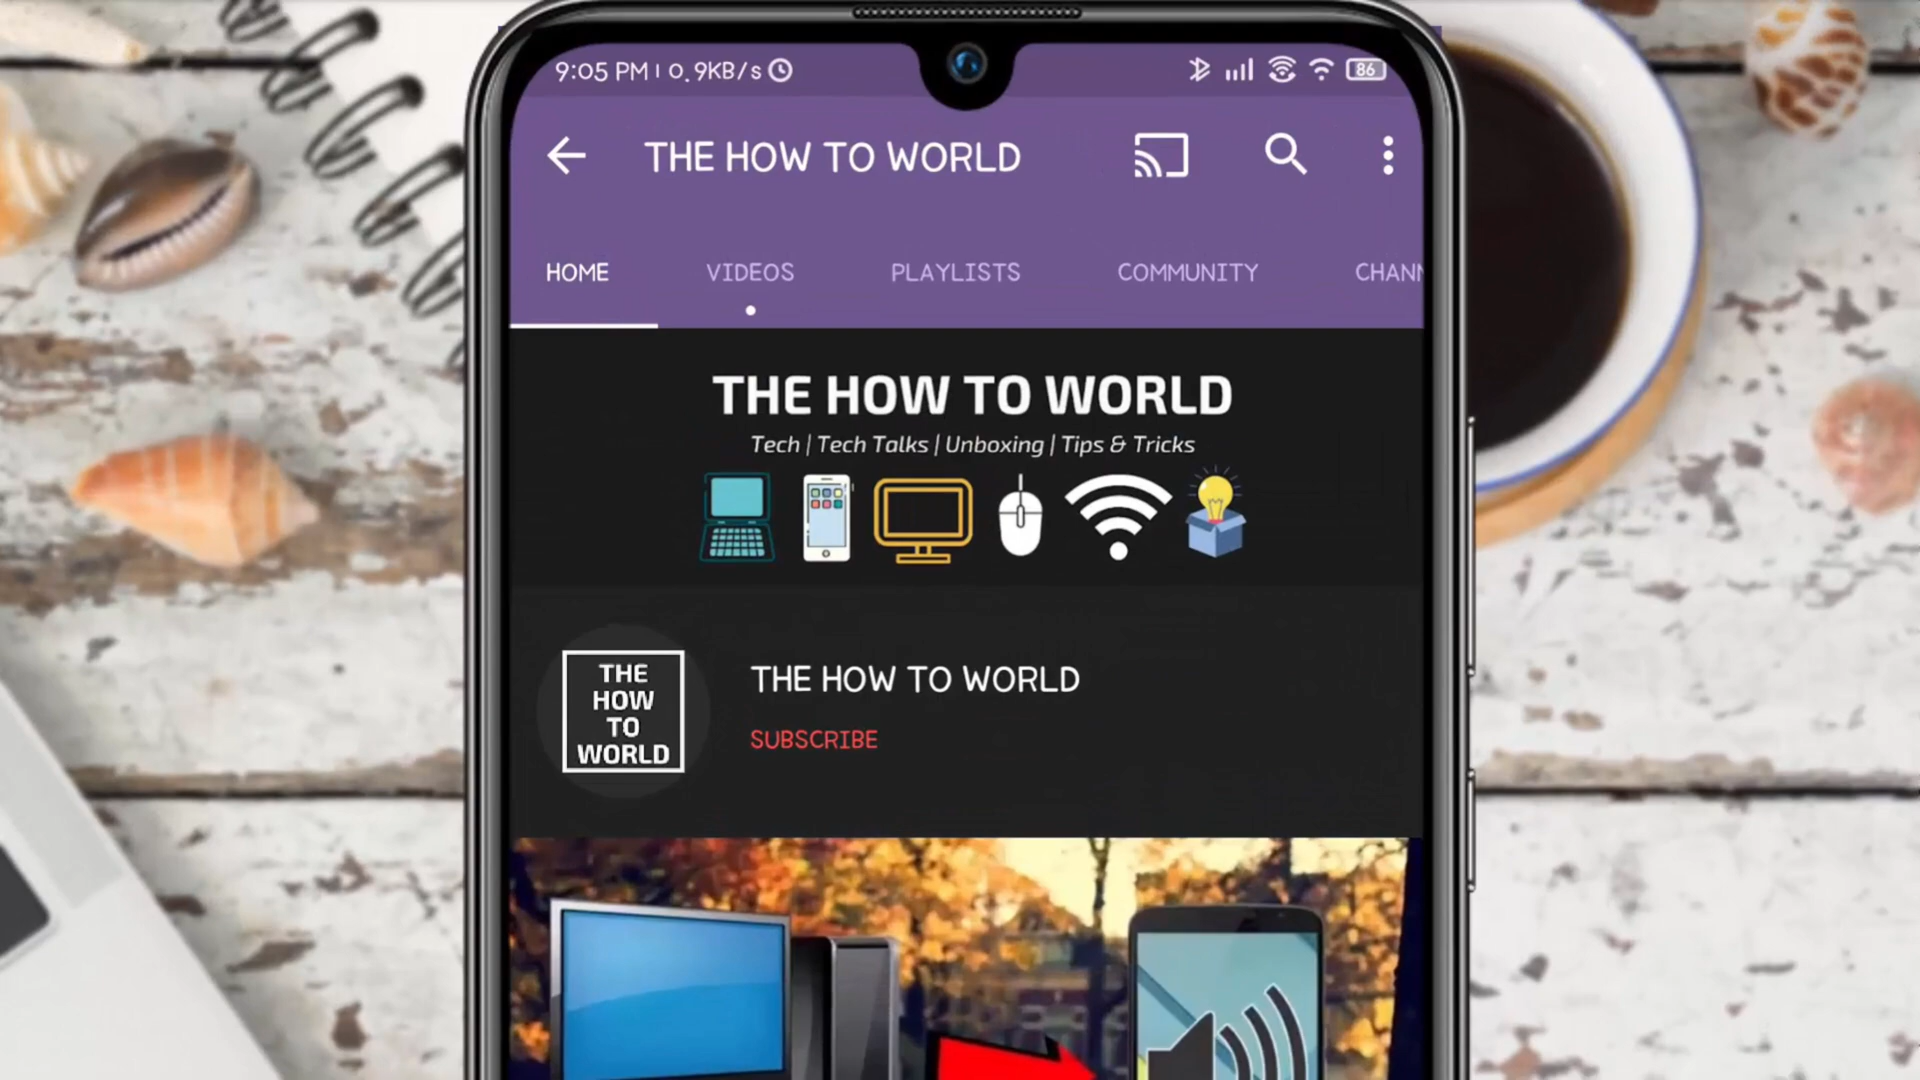 9:05 PM | 0.9KB/s
86
THE HOW TO WORLD
HOME VIDEOS PLAYLISTS COMMUNITY CHANN
THE HOW TO WORLD
Tech | Tech Talks | Unboxing | Tips & Tricks
THE
HOW
TO
WORLD
THE HOW TO WORLD
SUBSCRIBE